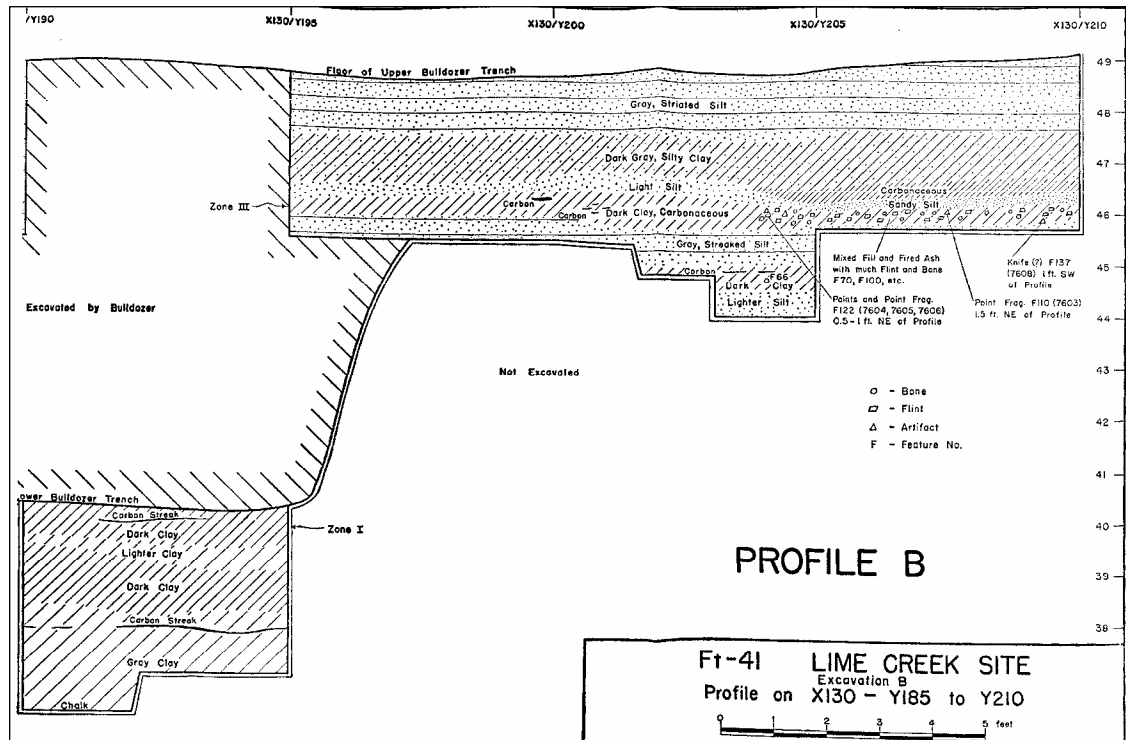 /Y190 X130/Y195 X130/Y200 X130/Y205 X130/Y210
49
Floor of Upper Bulldozer Trench
Gray, Striated Silt
48
Dark Gray, Silty Clay
47
Light Silt
Carbonaceous
Zone III
Carbon
Sandy Silt
Carbon
Dark Clay, Carbonaceous
46
Gray, Streaked Silt
Mixed Fill and Fired Ash
with much Flint and Bone
F70, F100, etc.
Knife (?) F137
(7608) 1 ft. SW
of Profile
45
Carbon
F66
Dark Clay
Lighter Silt
Points and Point Frag.
F122 (7604, 7605, 7606)
0.5-1 ft. NE of Profile
Point Frag. F110 (7603)
1.5 ft. NE of Profile
Excavated by Bulldozer
44
Not Excavated
43
- Bone
- Flint
- Artifact
F - Feature No.
42
41
ower Bulldozer Trench
Carbon Streak
Zone I
40
Dark Clay
Lighter Clay
PROFILE B
39
Dark Clay
Carbon Streak
38
Gray Clay
Chalk
Ft-41 LIME CREEK SITE
Excavation B
Profile on X130 - Y185 to Y210
0 1 2 3 4 5 feet